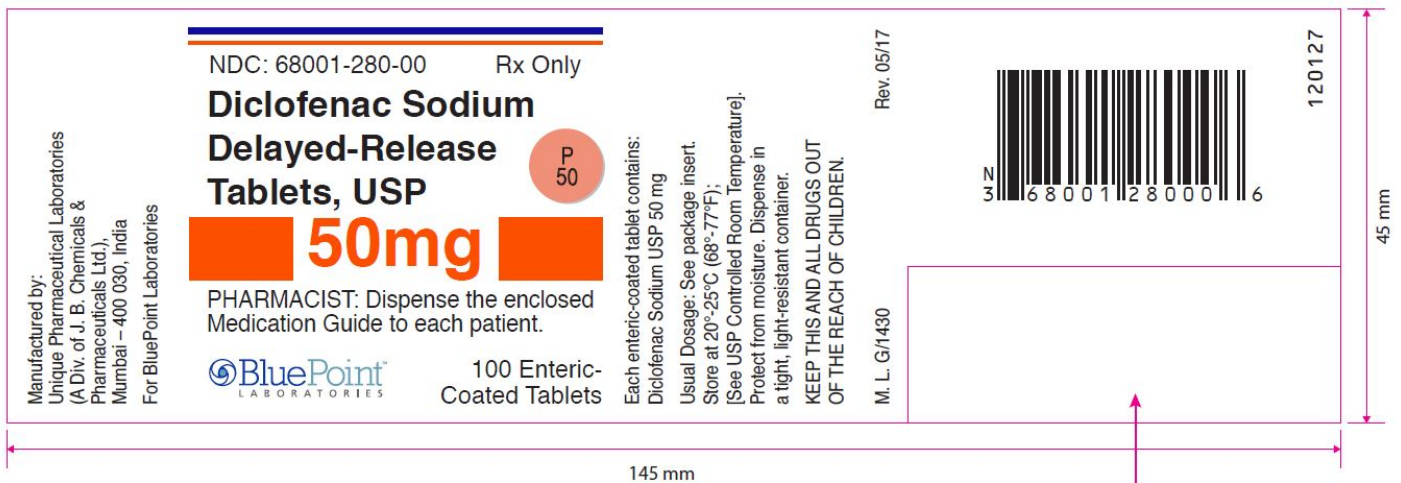 Manufactured by:
Unique Pharmaceutical Laboratories
(A Div. of J. B. Chemicals &
Pharmaceuticals Ltd.),
Mumbai – 400 030, India
For BluePoint Laboratories
NDC: 68001-280-00 Rx Only
Diclofenac Sodium
Delayed-Release
Tablets, USP
P
50
50mg
PHARMACIST: Dispense the enclosed
Medication Guide to each patient.
BluePoint™
LABORATORIES
100 Enteric-
Coated Tablets
Each enteric-coated tablet contains:
Diclofenac Sodium USP 50 mg
Usual Dosage: See package insert.
Store at 20°-25°C (68°-77°F);
[See USP Controlled Room Temperature].
Protect from moisture. Dispense in
a tight, light-resistant container.
KEEP THIS AND ALL DRUGS OUT
OF THE REACH OF CHILDREN.
M. L. G/1430 Rev. 05/17
N
3 68001 28000 6
120127
45 mm
145 mm